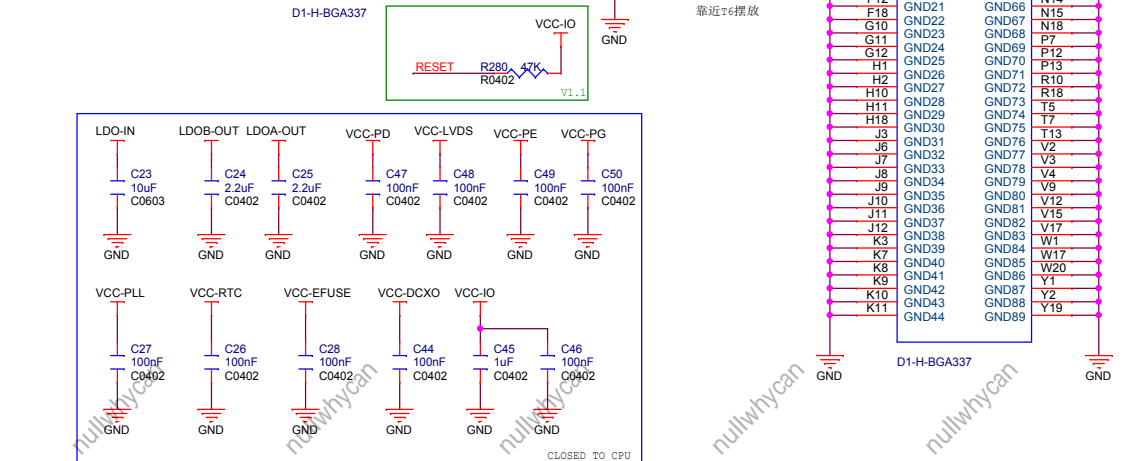 D1-H-BGA337
VCC-IO
GND
RESET
R280
47K
R0402
V1.1
靠近T6摆放
LDO-IN
LDOB-OUT
LDOA-OUT
VCC-PD
VCC-LVDS
VCC-PE
VCC-PG
C23
10uF
C0603
C24
2.2uF
C0402
C25
2.2uF
C0402
C47
100nF
C0402
C48
100nF
C0402
C49
100nF
C0402
C50
100nF
C0402
GND
GND
GND
GND
GND
GND
GND
VCC-PLL
VCC-RTC
VCC-EFUSE
VCC-DCXO
VCC-IO
C27
100nF
C0402
C26
100nF
C0402
C28
100nF
C0402
C44
100nF
C0402
C45
1uF
C0402
C46
100nF
C0402
GND
GND
GND
GND
GND
GND
CLOSED TO CPU
GND21 GND66
F18 GND22 GND67 N15
G10 GND23 GND68 N18
G11 GND24 GND69 P7
G12 GND25 GND70 P12
H1 GND26 GND71 P13
H2 GND27 GND72 R10
H10 GND28 GND73 R18
H11 GND29 GND74 T5
H18 GND30 GND75 T7
J3 GND31 GND76 T13
J6 GND32 GND77 V2
J7 GND33 GND78 V3
J8 GND34 GND79 V4
J9 GND35 GND80 V9
J10 GND36 GND81 V12
J11 GND37 GND82 V15
J12 GND38 GND83 V17
K3 GND39 GND84 W1
K7 GND40 GND85 W17
K8 GND41 GND86 W20
K9 GND42 GND87 Y1
K10 GND43 GND88 Y2
K11 GND44 GND89 Y19
D1-H-BGA337
GND
GND
nullwhycan
nullwhycan
nullwhycan
nullwhycan
nullwhycan